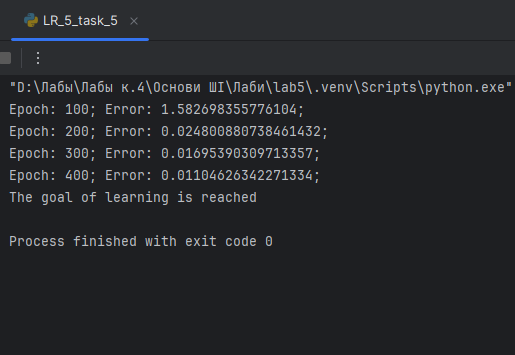 LR_5_task_5
"D:\Лабы\Лабы к.4\Основи ШІ\Лаби\lab5\.venv\Scripts\python.exe"
Epoch: 100; Error: 1.582698355776104;
Epoch: 200; Error: 0.024800880738461432;
Epoch: 300; Error: 0.01695390309713357;
Epoch: 400; Error: 0.01104626342271334;
The goal of learning is reached
Process finished with exit code 0